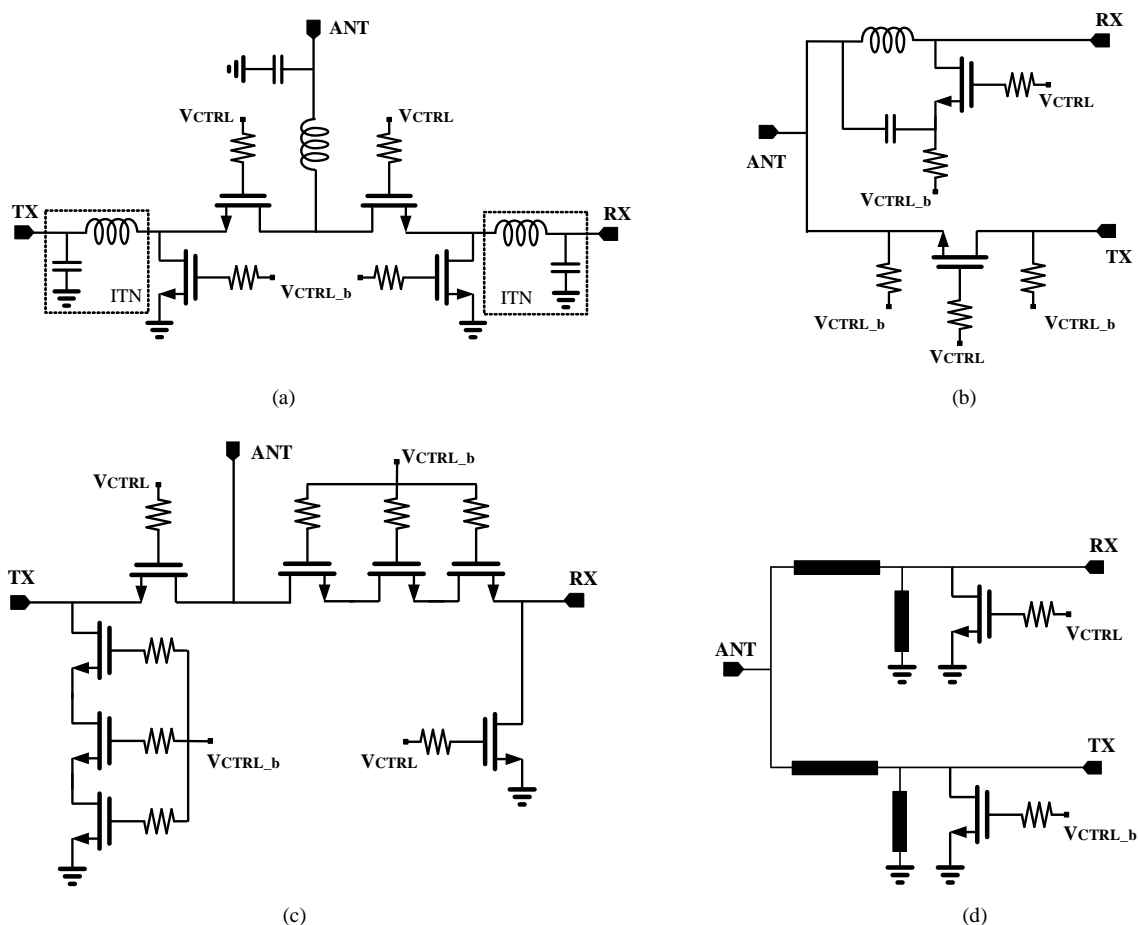 ANT
VCTRL
VCTRL
TX
RX
ITN
VCTRL_b
ITN
(a)
RX
VCTRL
ANT
VCTRL_b
TX
VCTRL_b
VCTRL_b
VCTRL
(b)
ANT
VCTRL_b
VCTRL
TX
RX
VCTRL_b
VCTRL
(c)
RX
VCTRL
ANT
TX
VCTRL_b
(d)